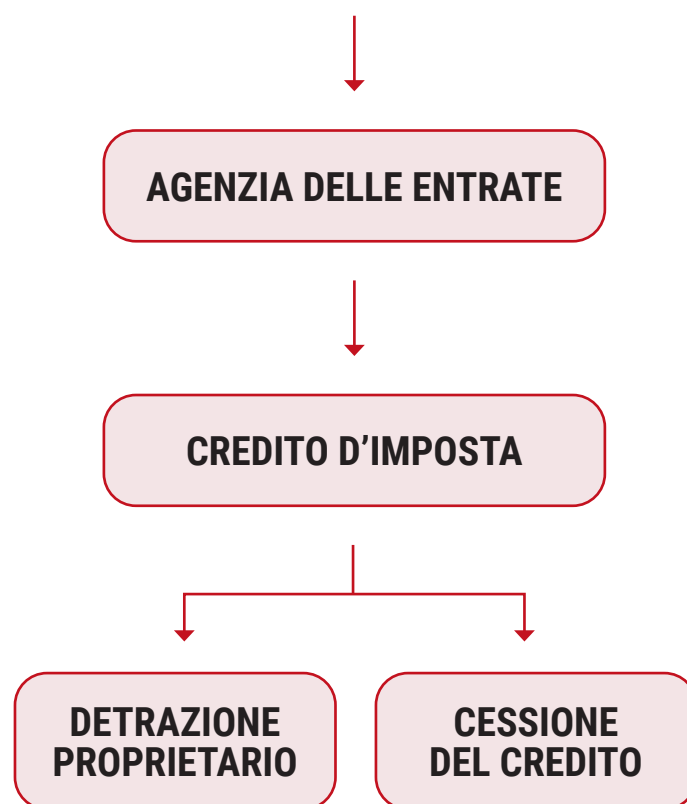 AGENZIA DELLE ENTRATE
CREDITO D’IMPOSTA
DETRAZIONE
PROPRIETARIO
CESSIONE
DEL CREDITO